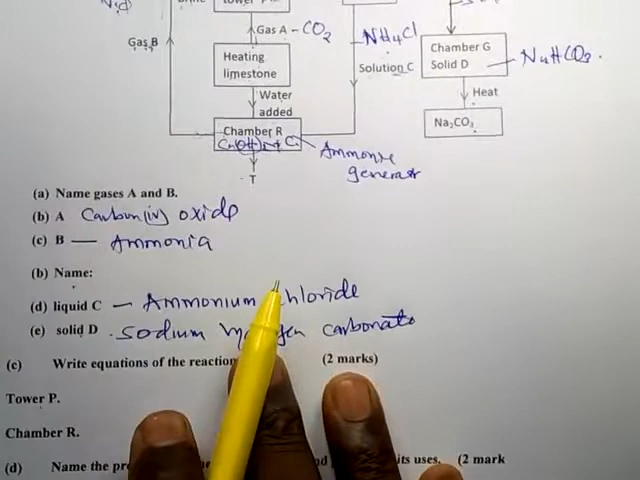 Gas A - CO2
NH4Cl
Gas B
Chamber G
Solid D
NaHCO3.
Heating
limestone
Solution C
Water
added
Heat
Na2CO3
Chamber R
Ammonia
generator
T
(a) Name gases A and B.
(b) A Carbon(iv) oxide
(c) B — Ammonia
(b) Name:
(d) liquid C — Ammonium chloride
(e) solid D . Sodium hydrogen carbonate
(c) Write equations of the reaction (2 marks)
Tower P.
Chamber R.
(d) Name the its uses. (2 mark